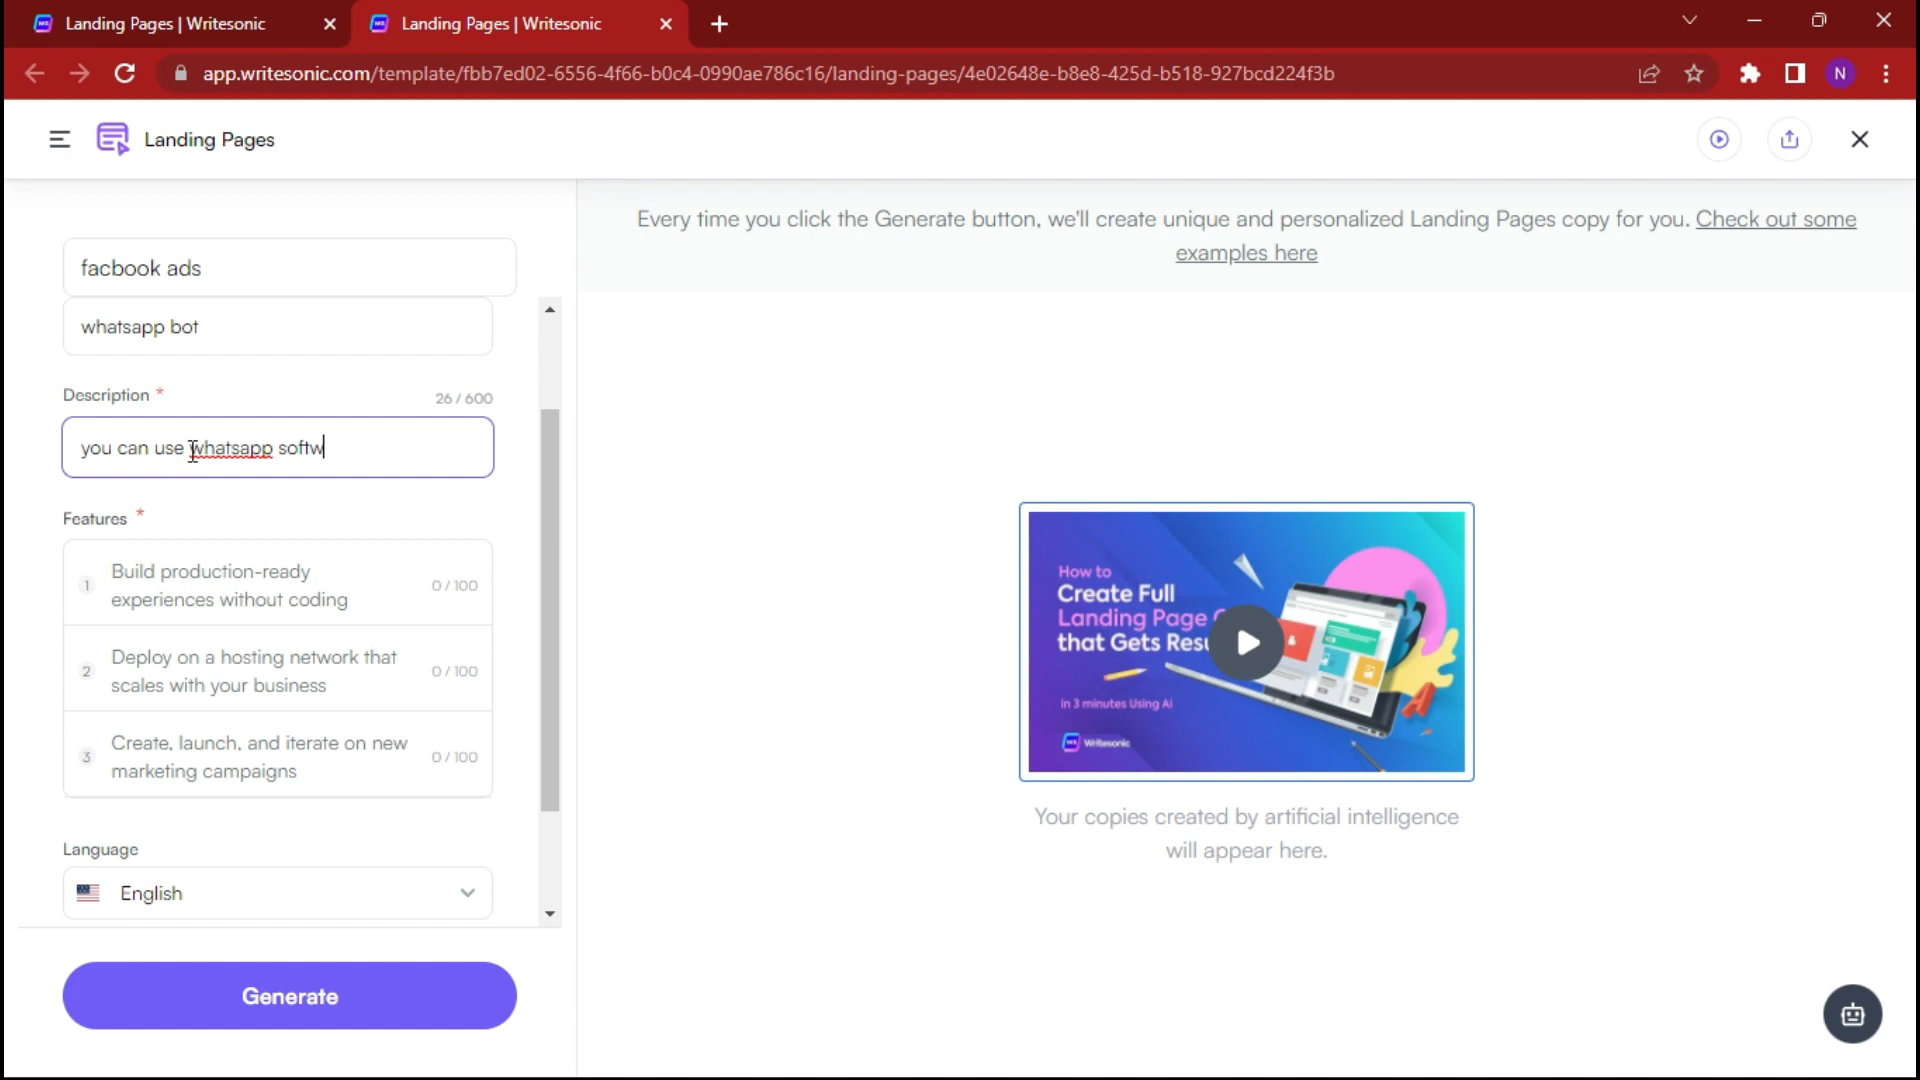 Landing Pages | Writesonic
Landing Pages | Writesonic
app.writesonic.com/template/fbb7ed02-6556-4f66-b0c4-0990ae786c16/landing-pages/4e02648e-b8e8-425d-b518-927bcd224f3b
N
Landing Pages
facbook ads
whatsapp bot
Description *
26 / 600
you can use whatsapp softw
Features *
1 Build production-ready
experiences without coding
0 / 100
2 Deploy on a hosting network that
scales with your business
0 / 100
3 Create, launch, and iterate on new
marketing campaigns
0 / 100
Language
English
Generate
Every time you click the Generate button, we'll create unique and personalized Landing Pages copy for you. Check out some
examples here
How to
Create Full
Landing Page
that Gets
in 3 minutes Using Ai
Writesonic
Your copies created by artificial intelligence
will appear here.